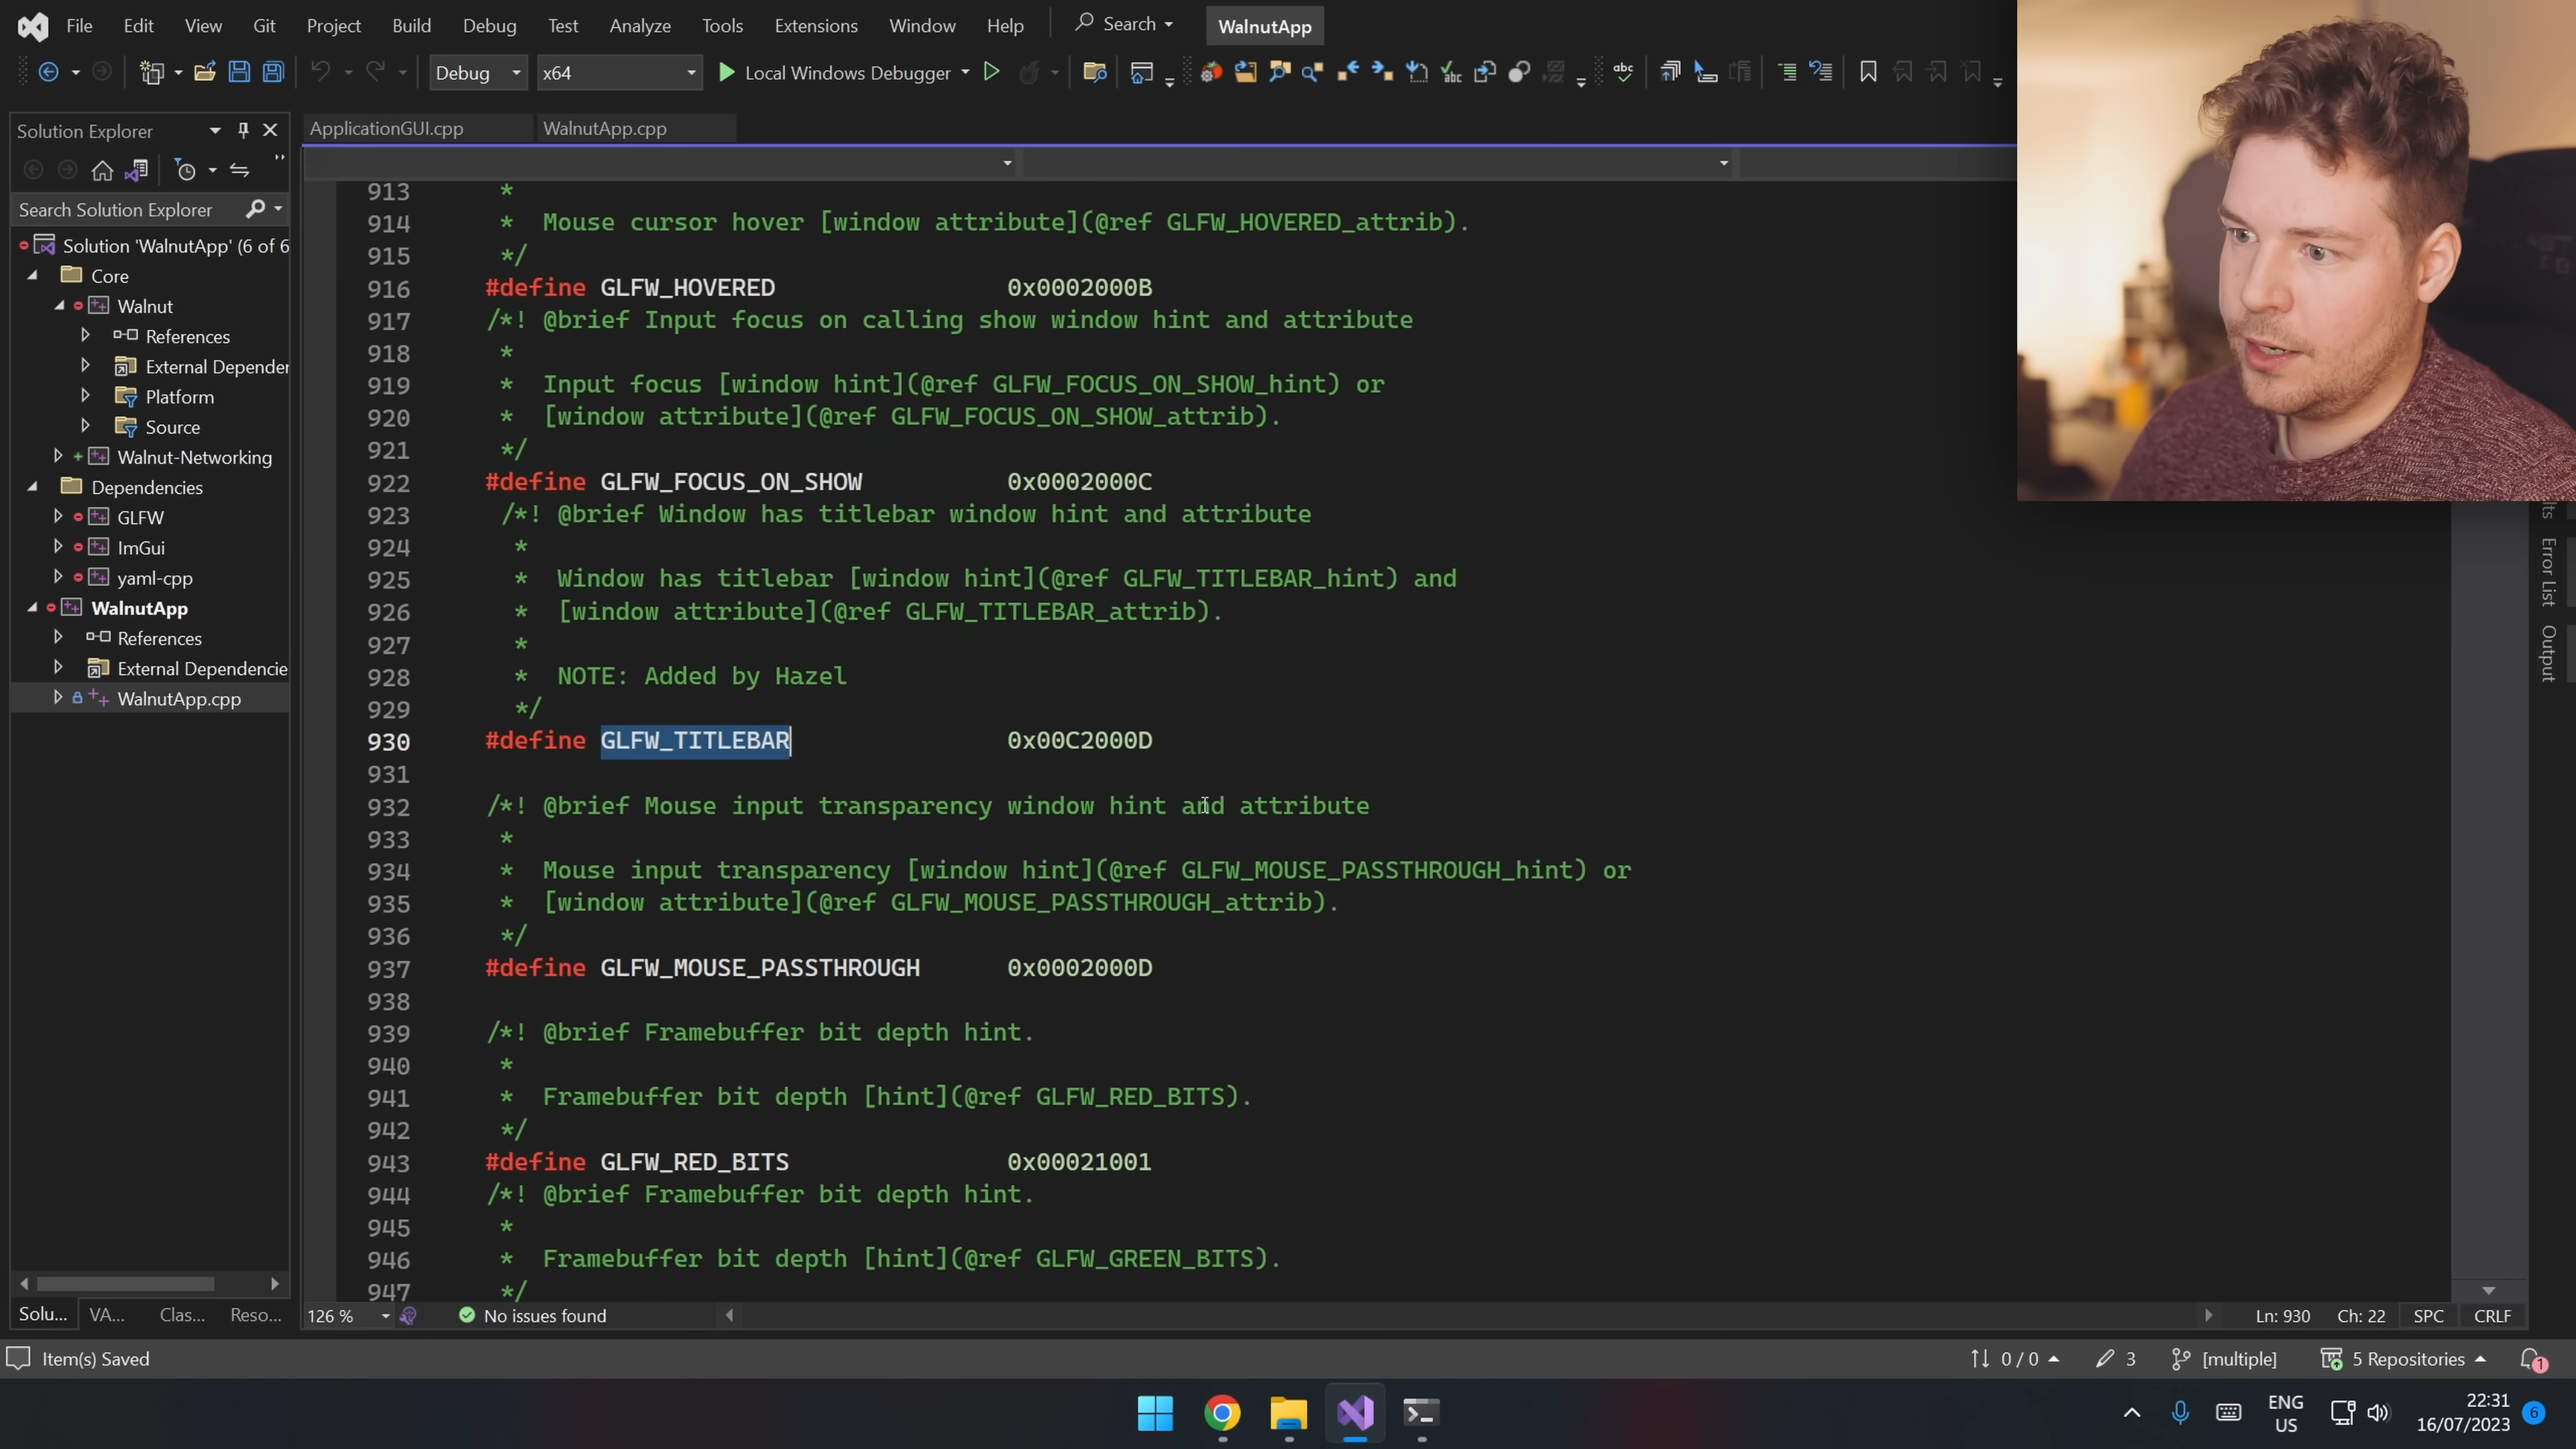 File Edit View Git Project Build Debug Test Analyze Tools Extensions Window Help Search WalnutApp
Debug x64 Local Windows Debugger
Solution Explorer
ApplicationGUI.cpp WalnutApp.cpp
Search Solution Explorer
Solution 'WalnutApp' (6 of 6
Core
Walnut
References
External Depender
Platform
Source
Walnut-Networking
Dependencies
GLFW
ImGui
yaml-cpp
WalnutApp
References
External Dependencie
WalnutApp.cpp
913 *
914 * Mouse cursor hover [window attribute](@ref GLFW_HOVERED_attrib).
915 */
916 #define GLFW_HOVERED 0x0002000B
917 /*! @brief Input focus on calling show window hint and attribute
918 *
919 * Input focus [window hint](@ref GLFW_FOCUS_ON_SHOW_hint) or
920 * [window attribute](@ref GLFW_FOCUS_ON_SHOW_attrib).
921 */
922 #define GLFW_FOCUS_ON_SHOW 0x0002000C
923 /*! @brief Window has titlebar window hint and attribute
924 *
925 * Window has titlebar [window hint](@ref GLFW_TITLEBAR_hint) and
926 * [window attribute](@ref GLFW_TITLEBAR_attrib).
927 *
928 * NOTE: Added by Hazel
929 */
930 #define GLFW_TITLEBAR 0x00C2000D
931
932 /*! @brief Mouse input transparency window hint and attribute
933 *
934 * Mouse input transparency [window hint](@ref GLFW_MOUSE_PASSTHROUGH_hint) or
935 * [window attribute](@ref GLFW_MOUSE_PASSTHROUGH_attrib).
936 */
937 #define GLFW_MOUSE_PASSTHROUGH 0x0002000D
938
939 /*! @brief Framebuffer bit depth hint.
940 *
941 * Framebuffer bit depth [hint](@ref GLFW_RED_BITS).
942 */
943 #define GLFW_RED_BITS 0x00021001
944 /*! @brief Framebuffer bit depth hint.
945 *
946 * Framebuffer bit depth [hint](@ref GLFW_GREEN_BITS).
947 */
Error List
Output
Solu... VA... Clas... Reso...
126 % No issues found Ln: 930 Ch: 22 SPC CRLF
Item(s) Saved 0 / 0 3 [multiple] 5 Repositories 1
ENG
US
22:31
16/07/2023
6